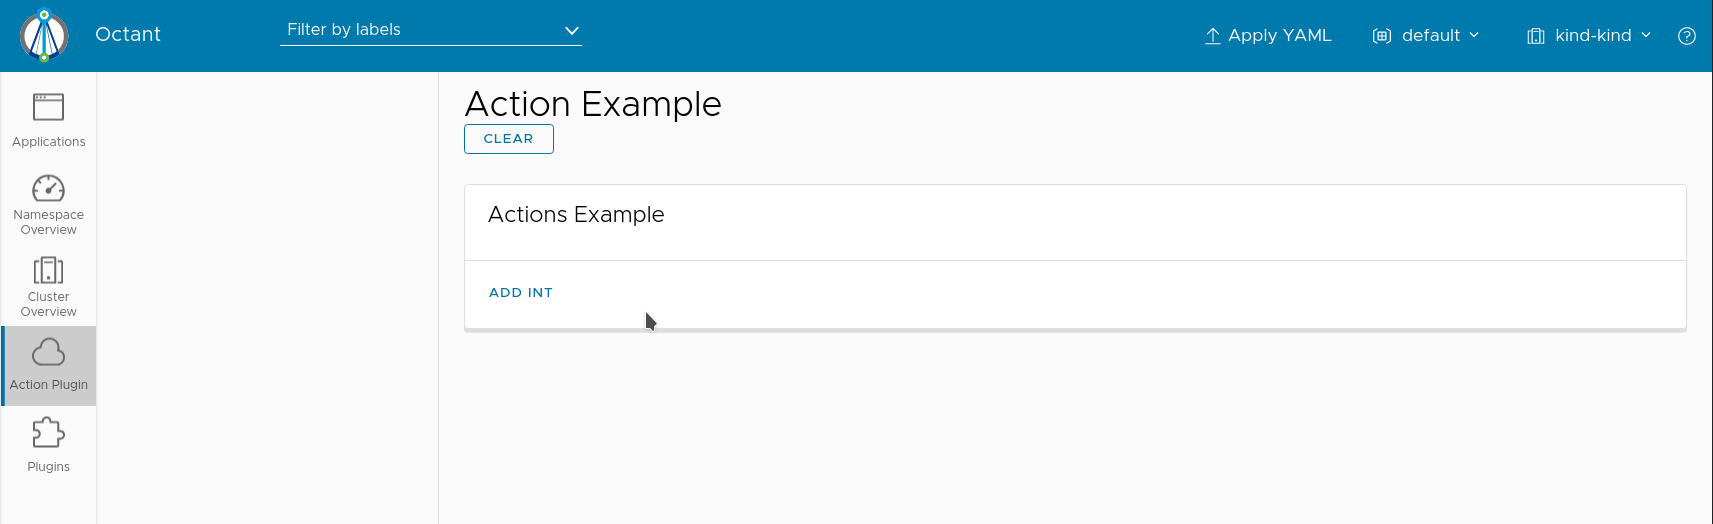 Octant
Filter by labels
Apply YAML
default
kind-kind
?
Applications
Namespace
Overview
Cluster
Overview
Action Plugin
Plugins
Action Example
CLEAR
Actions Example
ADD INT